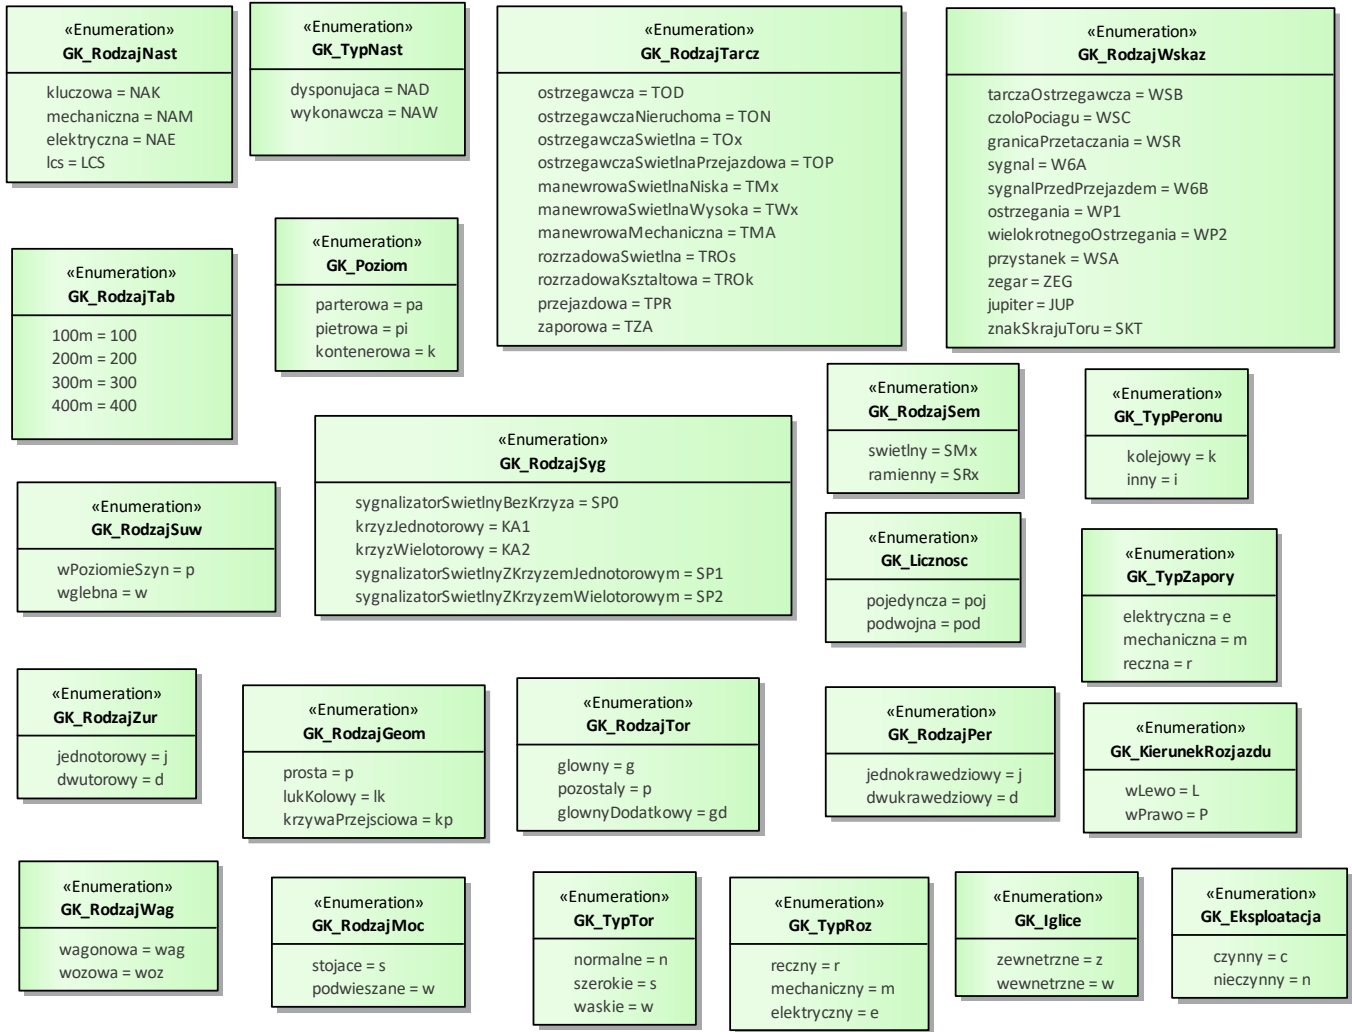 «Enumeration»
GK_RodzajNast
kluczowa = NAK
mechaniczna = NAM
elektryczna = NAE
lcs = LCS
«Enumeration»
GK_TypNast
dysponujaca = NAD
wykonawcza = NAW
«Enumeration»
GK_RodzajTarcz
ostrzegawcza = TOD
ostrzegawczaNieruchoma = TON
ostrzegawczaSwietlna = TOx
ostrzegawczaSwietlnaPrzejazdowa = TOP
manewrowaSwietlnaNiska = TMx
manewrowaSwietlnaWysoka = TWx
manewrowaMechaniczna = TMA
rozrzadowaSwietlna = TROs
rozrzadowaKsztaltowa = TROk
przejazdowa = TPR
zaporowa = TZA
«Enumeration»
GK_RodzajWskaz
tarczaOstrzegawcza = WSB
czoloPociagu = WSC
granicaPrzetaczania = WSR
sygnal = W6A
sygnalPrzedPrzejazdem = W6B
ostrzegania = WP1
wielokrotnegoOstrzegania = WP2
przystanek = WSA
zegar = ZEG
jupiter = JUP
znakSkrajuToru = SKT
«Enumeration»
GK_RodzajTab
100m = 100
200m = 200
300m = 300
400m = 400
«Enumeration»
GK_Poziom
parterowa = pa
pietrowa = pi
kontenerowa = k
«Enumeration»
GK_RodzajSem
swietlny = SMx
ramienny = SRx
«Enumeration»
GK_TypPeronu
kolejowy = k
inny = i
«Enumeration»
GK_RodzajSuw
wPoziomieSzyn = p
wglebna = w
«Enumeration»
GK_RodzajSyg
sygnalizatorSwietlnyBezKrzyza = SP0
krzyzJednotorowy = KA1
krzyzWielotorowy = KA2
sygnalizatorSwietlnyZKrzyzemJednotorowym = SP1
sygnalizatorSwietlnyZKrzyzemWielotorowym = SP2
«Enumeration»
GK_Licznosc
pojedyncza = poj
podwojna = pod
«Enumeration»
GK_TypZapory
elektryczna = e
mechaniczna = m
reczna = r
«Enumeration»
GK_RodzajZur
jednotorowy = j
dwutorowy = d
«Enumeration»
GK_RodzajGeom
prosta = p
lukKolowy = lk
krzywaPrzejsciowa = kp
«Enumeration»
GK_RodzajTor
glowny = g
pozostaly = p
glownyDodatkowy = gd
«Enumeration»
GK_RodzajPer
jednokrawedziowy = j
dwukrawedziowy = d
«Enumeration»
GK_KierunekRozjazdu
wLewo = L
wPrawo = P
«Enumeration»
GK_RodzajWag
wagonowa = wag
wozowa = woz
«Enumeration»
GK_RodzajMoc
stojace = s
podwieszane = w
«Enumeration»
GK_TypTor
normalne = n
szerokie = s
waskie = w
«Enumeration»
GK_TypRoz
reczny = r
mechaniczny = m
elektryczny = e
«Enumeration»
GK_Iglice
zewnetrzne = z
wewnetrzne = w
«Enumeration»
GK_Eksploatacja
czynny = c
nieczynny = n